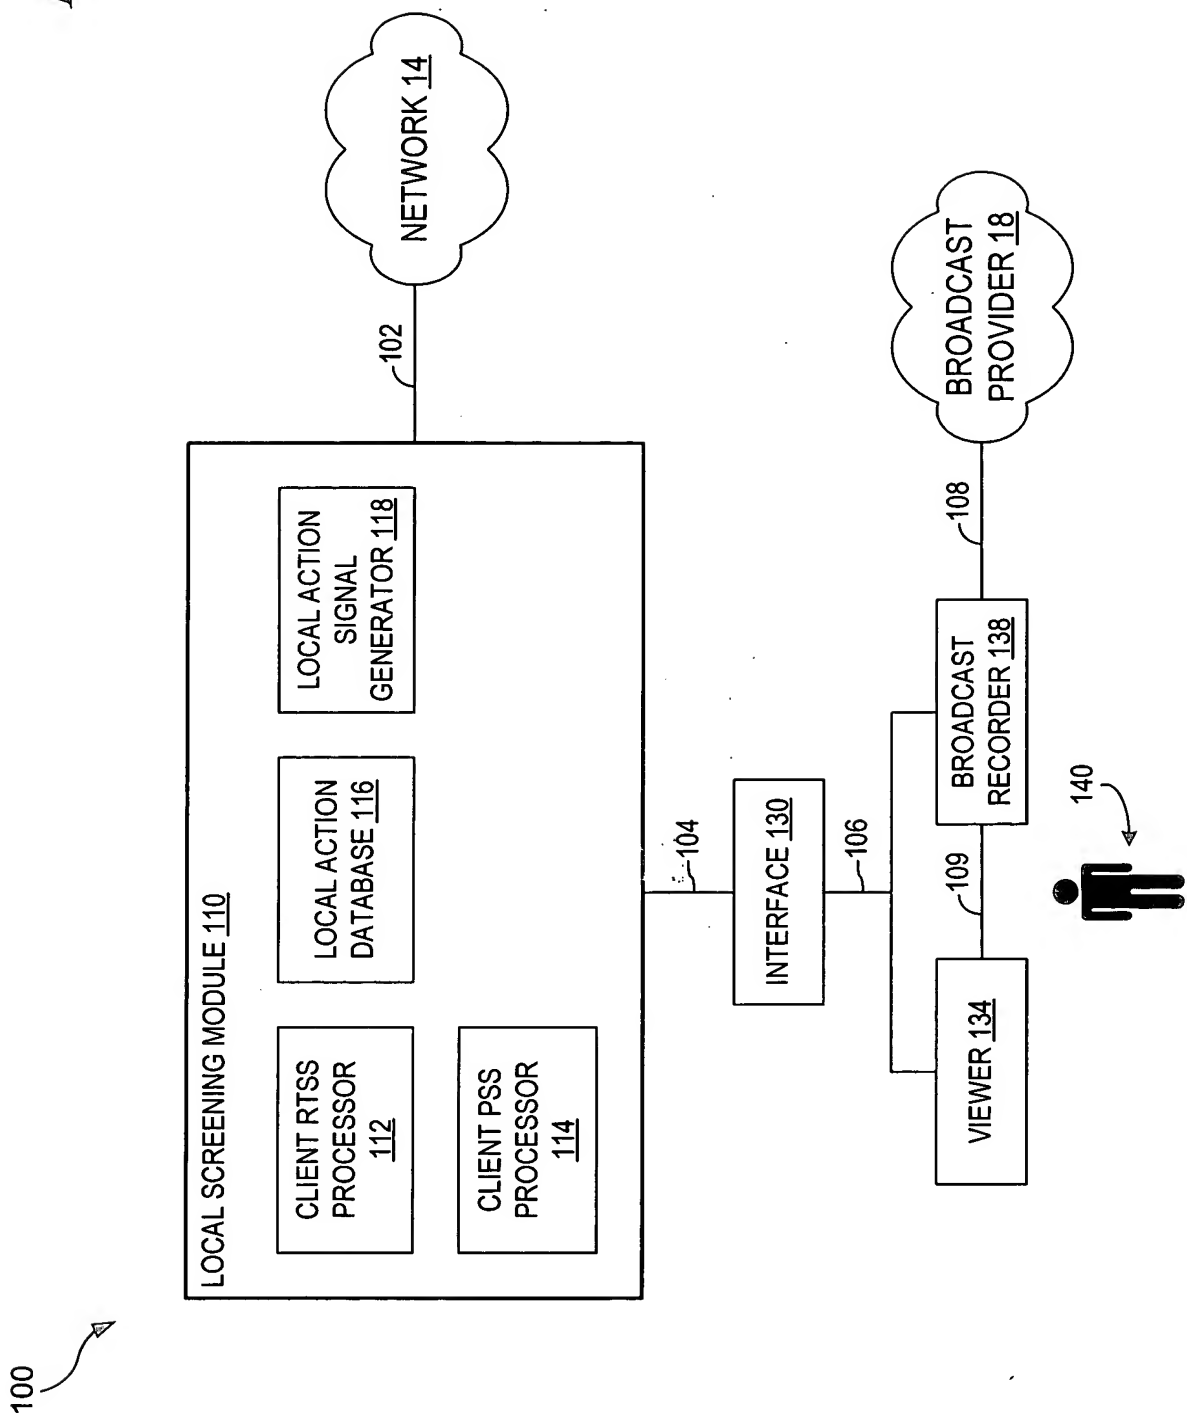 100
LOCAL SCREENING MODULE 110
CLIENT RTSS
PROCESSOR
112
LOCAL ACTION
DATABASE 116
LOCAL ACTION
SIGNAL
GENERATOR 118
CLIENT PSS
PROCESSOR
114
102
NETWORK 14
104
INTERFACE 130
106
VIEWER 134
109
BROADCAST
RECORDER 138
108
BROADCAST
PROVIDER 18
140